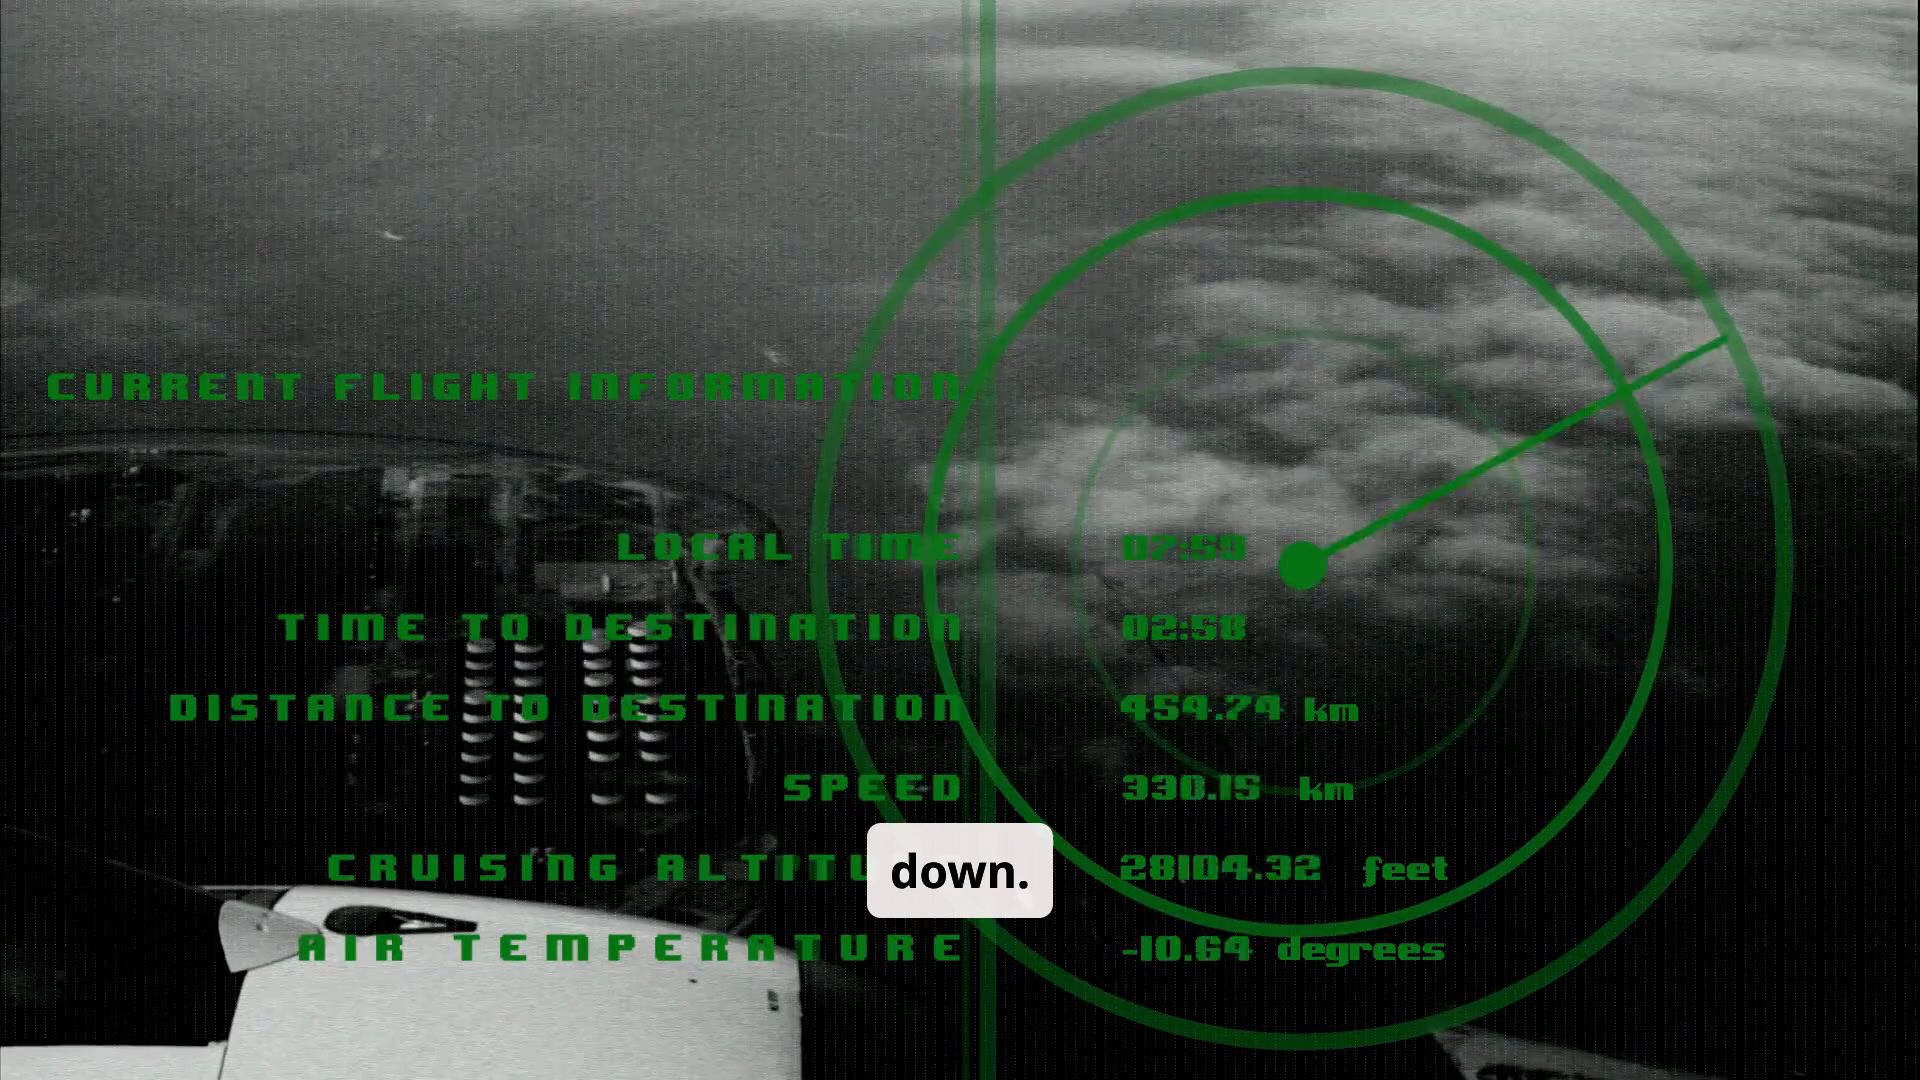 CURRENT FLIGHT INFORMATION
LOCAL TIME 07:59
TIME TO DESTINATION 02:58
DISTANCE TO DESTINATION 454.74 km
SPEED 330.15 km
down.
CRUISING 28104.32 feet
AIR TEMPERATURE -10.64 degrees